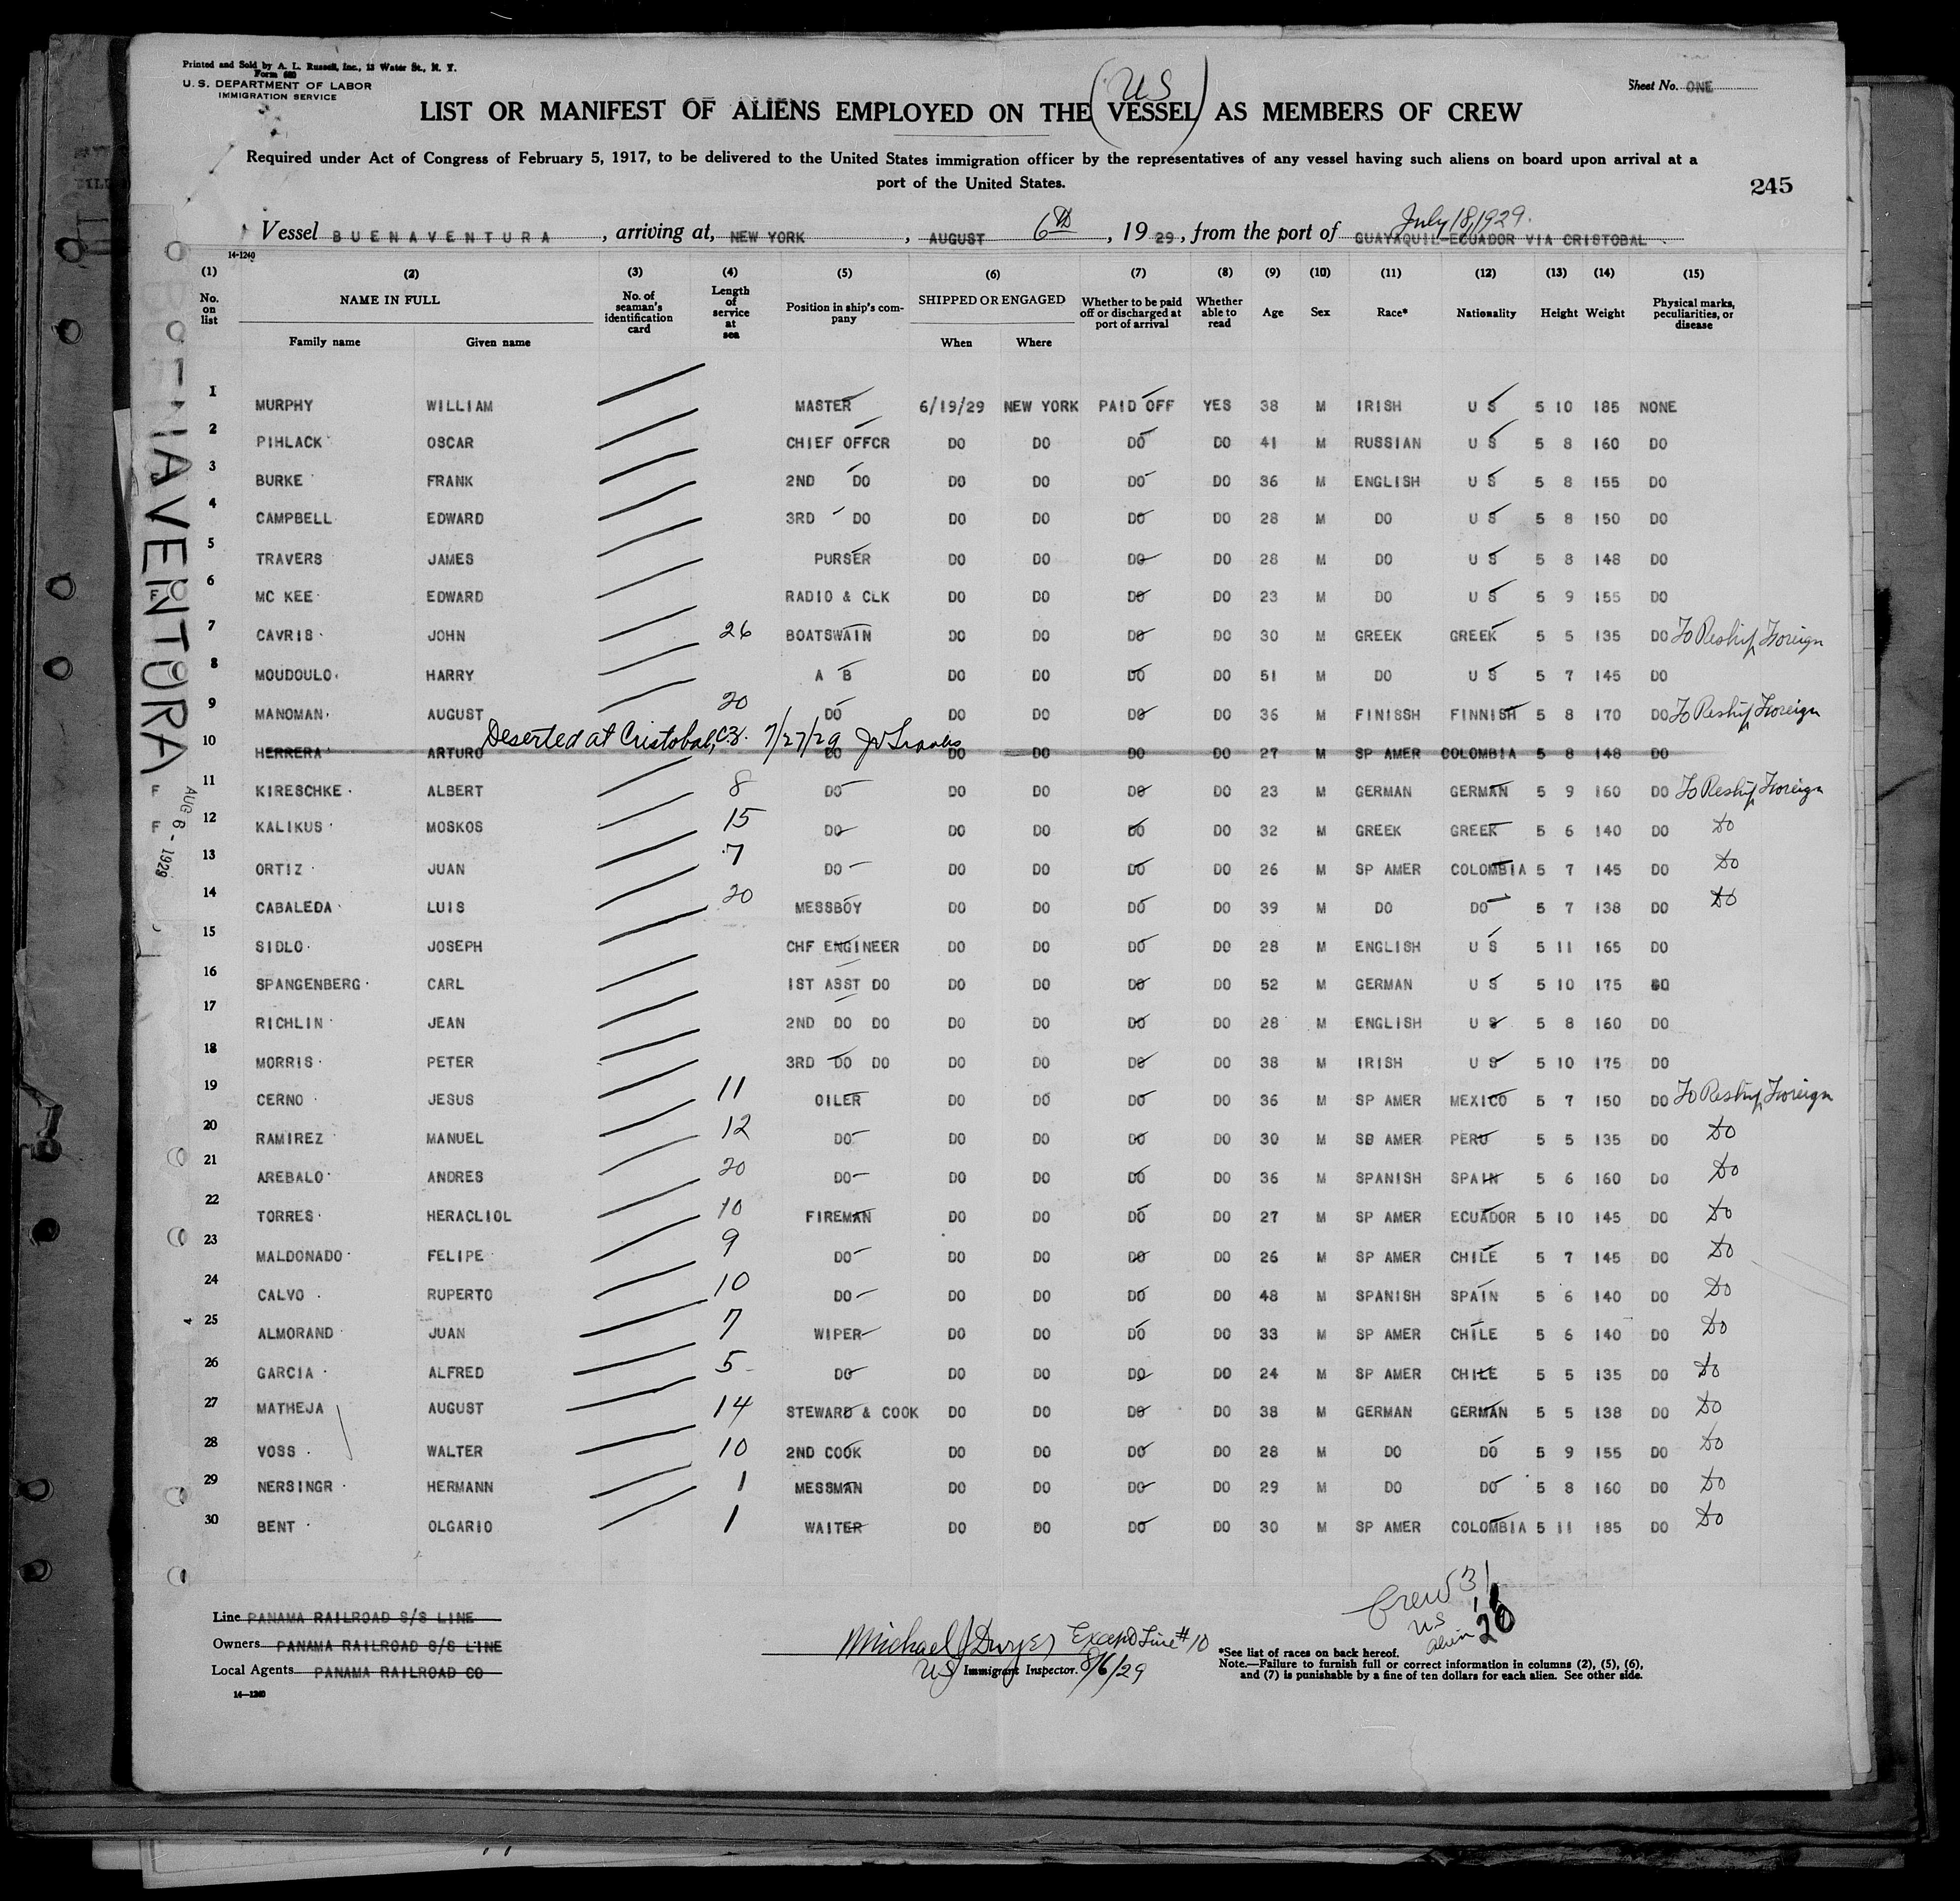 Printed and Sold by A. L. Russell, Inc., 13 Water St., N. Y.
Form 680
U. S. DEPARTMENT OF LABOR
IMMIGRATION SERVICE
Sheet No. ONE
(US)
LIST OR MANIFEST OF ALIENS EMPLOYED ON THE VESSEL AS MEMBERS OF CREW
Required under Act of Congress of February 5, 1917, to be delivered to the United States immigration officer by the representatives of any vessel having such aliens on board upon arrival at a
port of the United States.
245
July 18, 1929.
Vessel BUENAVENTURA, arriving at, NEW YORK, AUGUST 6th, 1929, from the port of GUAYAQUIL-ECUADOR VIA CRISTOBAL
14-1240
(1) (2) (3) (4) (5) (6) (7) (8) (9) (10) (11) (12) (13) (14) (15)
No. on list NAME IN FULL No. of seaman's identification card Length of service at sea Position in ship's company SHIPPED OR ENGAGED Whether to be paid off or discharged at port of arrival Whether able to read Age Sex Race* Nationality Height Weight Physical marks, peculiarities, or disease
Family name Given name When Where
1 MURPHY WILLIAM MASTER 6/19/29 NEW YORK PAID OFF YES 38 M IRISH U S 5 10 185 NONE
2 PIHLACK OSCAR CHIEF OFFCR DO DO DO DO 41 M RUSSIAN U S 5 8 160 DO
3 BURKE FRANK 2ND DO DO DO DO DO 36 M ENGLISH U S 5 8 155 DO
4 CAMPBELL EDWARD 3RD DO DO DO DO DO 28 M DO U S 5 8 150 DO
5 TRAVERS JAMES PURSER DO DO DO DO 28 M DO U S 5 8 148 DO
6 MC KEE EDWARD RADIO & CLK DO DO DO DO 23 M DO U S 5 9 155 DO
7 CAVRIS JOHN 26 BOATSWAIN DO DO DO DO 30 M GREEK GREEK 5 5 135 DO To Reship Foreign
8 MOUDOULO HARRY A B DO DO DO DO 51 M DO U S 5 7 145 DO
9 MANOMAN AUGUST 20 DO DO DO DO DO 36 M FINISSH FINNISH 5 8 170 DO To Reship Foreign
Deserted at Cristobal, C.Z. 7/27/29 JV Travers
10 HERRERA ARTURO DO DO DO DO DO 27 M SP AMER COLOMBIA 5 8 148 DO
11 KIRESCHKE ALBERT 8 DO DO DO DO DO 23 M GERMAN GERMAN 5 9 160 DO To Reship Foreign
12 KALIKUS MOSKOS 15 DO DO DO DO DO 32 M GREEK GREEK 5 6 140 DO Do
13 ORTIZ JUAN 7 DO DO DO DO DO 26 M SP AMER COLOMBIA 5 7 145 DO Do
14 CABALEDA LUIS 20 MESSBOY DO DO DO DO 39 M DO DO 5 7 138 DO Do
15 SIDLO JOSEPH CHF ENGINEER DO DO DO DO 28 M ENGLISH U S 5 11 165 DO
16 SPANGENBERG CARL 1ST ASST DO DO DO DO DO 52 M GERMAN U S 5 10 175 DO
17 RICHLIN JEAN 2ND DO DO DO DO DO DO 28 M ENGLISH U S 5 8 160 DO
18 MORRIS PETER 3RD DO DO DO DO DO DO 38 M IRISH U S 5 10 175 DO
19 CERNO JESUS 11 OILER DO DO DO DO 36 M SP AMER MEXICO 5 7 150 DO To Reship Foreign
20 RAMIREZ MANUEL 12 DO DO DO DO DO 30 M SB AMER PERU 5 5 135 DO Do
21 AREBALO ANDRES 20 DO DO DO DO DO 36 M SPANISH SPAIN 5 6 160 DO Do
22 TORRES HERACLIOL 10 FIREMAN DO DO DO DO 27 M SP AMER ECUADOR 5 10 145 DO Do
23 MALDONADO FELIPE 9 DO DO DO DO DO 26 M SP AMER CHILE 5 7 145 DO Do
24 CALVO RUPERTO 10 DO DO DO DO DO 48 M SPANISH SPAIN 5 6 140 DO Do
25 ALMORAND JUAN 7 WIPER DO DO DO DO 33 M SP AMER CHILE 5 6 140 DO Do
26 GARCIA ALFRED 5 DO DO DO DO DO 24 M SP AMER CHILE 5 5 135 DO Do
27 MATHEJA AUGUST 14 STEWARD & COOK DO DO DO DO 38 M GERMAN GERMAN 5 5 138 DO Do
28 VOSS WALTER 10 2ND COOK DO DO DO DO 28 M DO DO 5 9 155 DO Do
29 NERSINGR HERMANN 1 MESSMAN DO DO DO DO 29 M DO DO 5 8 160 DO Do
30 BENT OLGARIO 1 WAITER DO DO DO DO 30 M SP AMER COLOMBIA 5 11 185 DO Do
BUENAVENTURA
AUG 6 - 1929
F
F
Crew 31
US 11
alien 20
Line PANAMA RAILROAD S/S LINE
Owners PANAMA RAILROAD S/S LINE
Local Agents PANAMA RAILROAD CO
14-1240
Michael J Dwyer Except Line # 10
US Immigrant Inspector. 8/6/29
*See list of races on back hereof.
Note.—Failure to furnish full or correct information in columns (2), (5), (6),
and (7) is punishable by a fine of ten dollars for each alien. See other side.